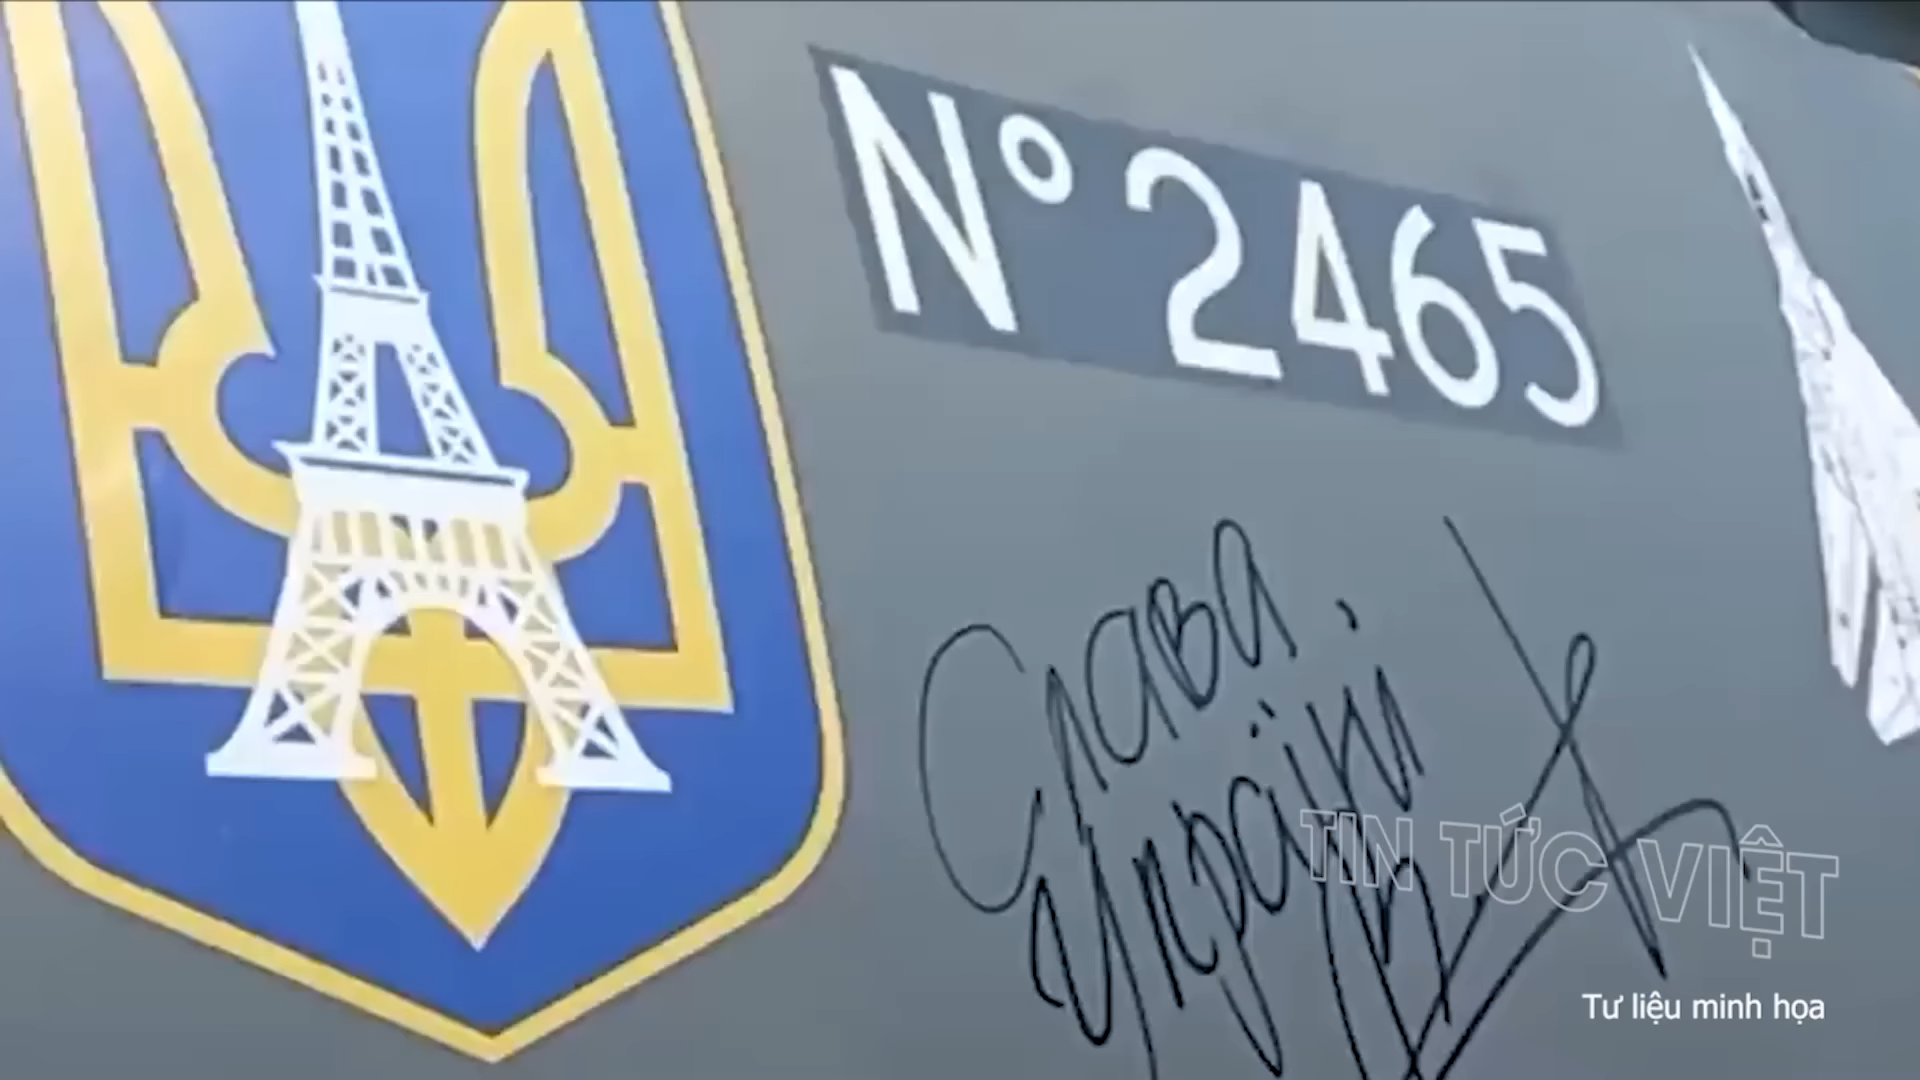 N° 2465
Слава
Україні
TIN TỨC VIỆT
Tư liệu minh họa